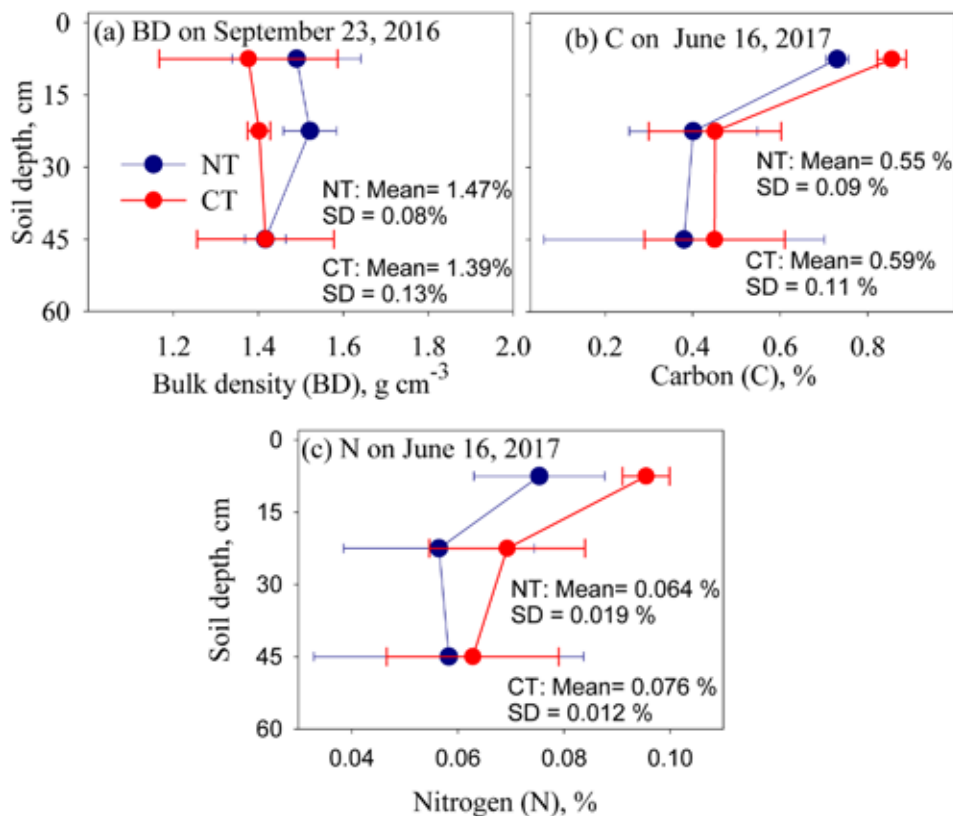 (a) BD on September 23, 2016
0
15
30
45
60
Soil depth, cm
NT
CT
NT: Mean= 1.47%
SD = 0.08%
CT: Mean= 1.39%
SD = 0.13%
1.2 1.4 1.6 1.8 2.0
Bulk density (BD), g cm⁻³
(b) C on June 16, 2017
NT: Mean= 0.55 %
SD = 0.09 %
CT: Mean= 0.59%
SD = 0.11 %
0.2 0.4 0.6 0.8
Carbon (C), %
(c) N on June 16, 2017
0
15
30
45
60
Soil depth, cm
NT: Mean= 0.064 %
SD = 0.019 %
CT: Mean= 0.076 %
SD = 0.012 %
0.04 0.06 0.08 0.10
Nitrogen (N), %